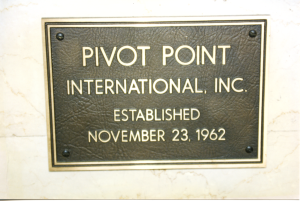 PIVOT POINT
INTERNATIONAL, INC.
ESTABLISHED
NOVEMBER 23, 1962